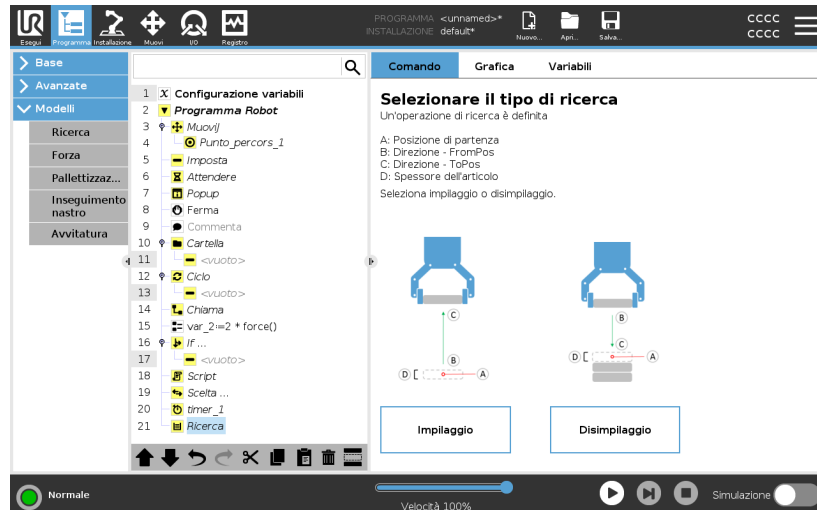 PROGRAMMA <unnamed>*
INSTALLAZIONE default*
CCCC
CCCC
Esegui
Programma
Installazione
Muovi
I/O
Registro
Nuovo...
Apri...
Salva...
Base
Avanzate
Modelli
Ricerca
Forza
Pallettizzaz...
Inseguimento
nastro
Avvitatura
1 X Configurazione variabili
2 Programma Robot
3 MuoviJ
4 Punto_percors_1
5 Imposta
6 Attendere
7 Popup
8 Ferma
9 Commenta
10 Cartella
11 <vuoto>
12 Ciclo
13 <vuoto>
14 Chiama
15 var_2:=2 * force()
16 If ...
17 <vuoto>
18 Script
19 Scelta ...
20 timer_1
21 Ricerca
Comando
Grafica
Variabili
Selezionare il tipo di ricerca
Un'operazione di ricerca è definita
A: Posizione di partenza
B: Direzione - FromPos
C: Direzione - ToPos
D: Spessore dell'articolo
Seleziona impilaggio o disimpilaggio.
C
B
D
A
B
C
D
A
Impilaggio
Disimpilaggio
Normale
Velocità 100%
Simulazione